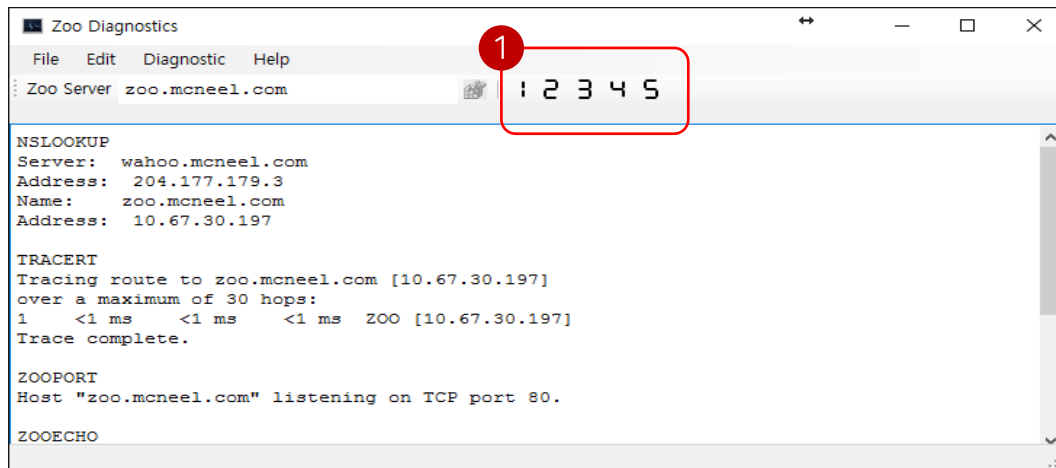 Zoo Diagnostics
File Edit Diagnostic Help
1
Zoo Server zoo.mcneel.com 1 2 3 4 5
NSLOOKUP
Server: wahoo.mcneel.com
Address: 204.177.179.3
Name: zoo.mcneel.com
Address: 10.67.30.197
TRACERT
Tracing route to zoo.mcneel.com [10.67.30.197]
over a maximum of 30 hops:
1 <1 ms <1 ms <1 ms ZOO [10.67.30.197]
Trace complete.
ZOOPORT
Host "zoo.mcneel.com" listening on TCP port 80.
ZOOECHO